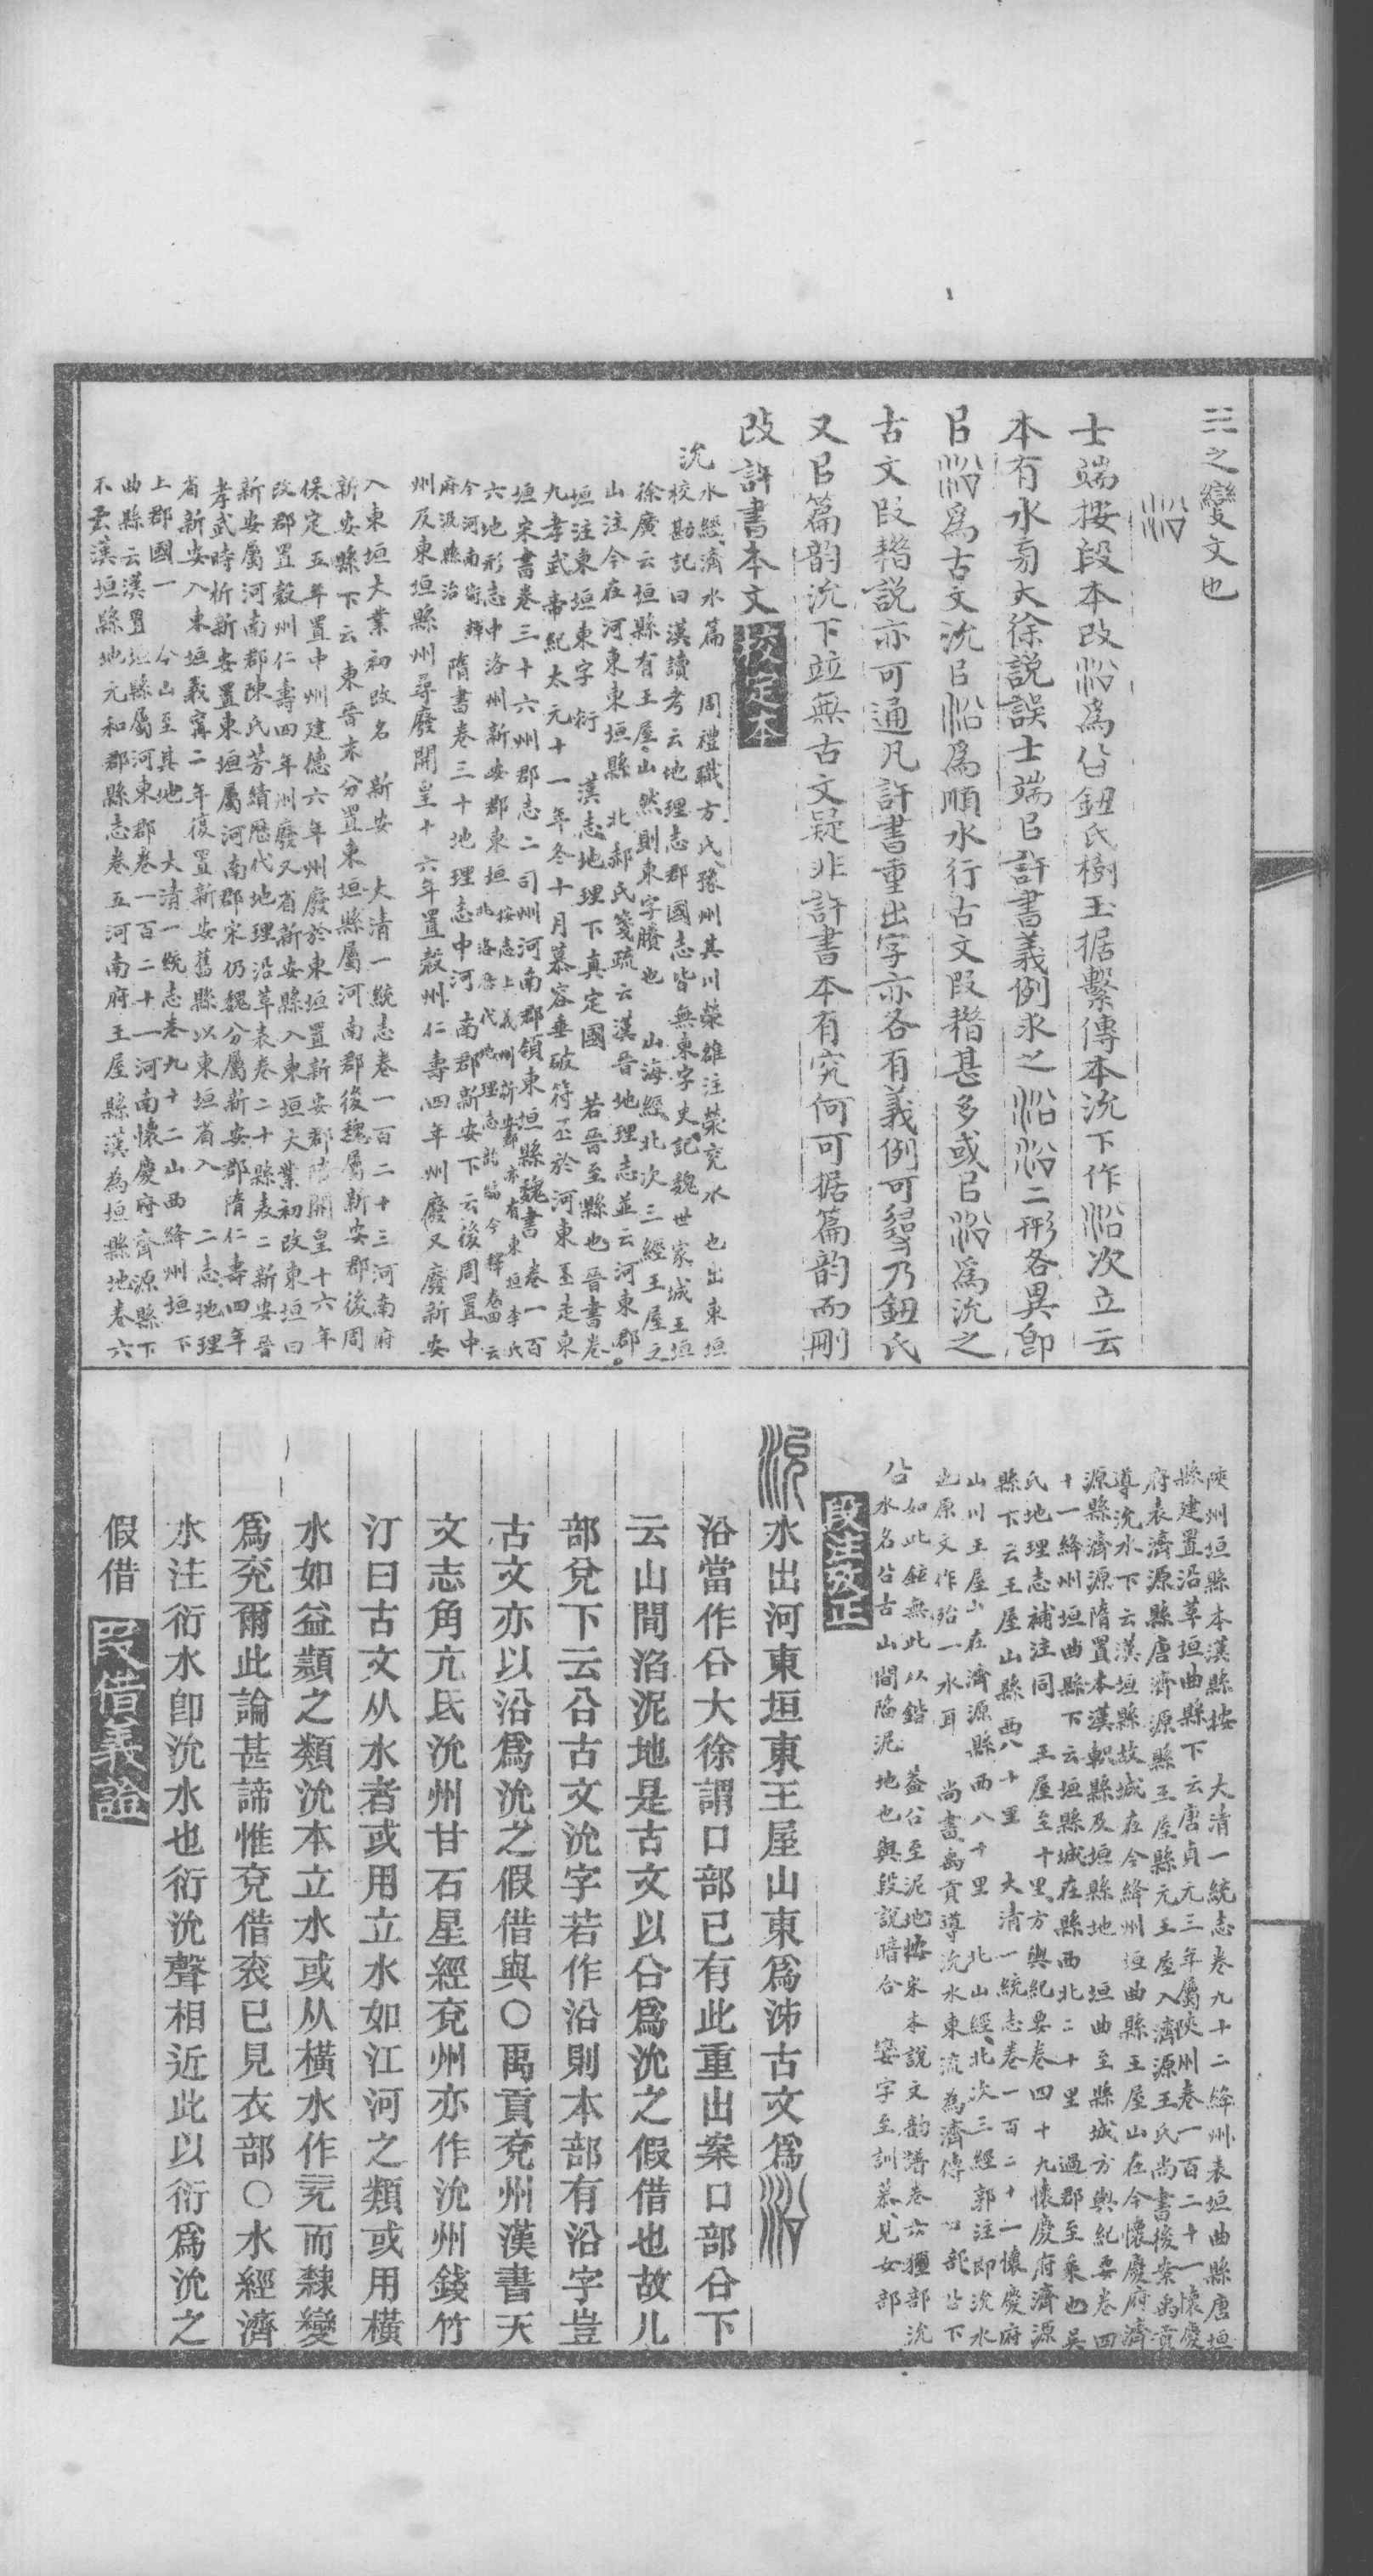 三之變文也
沿
士端按段本改沿爲㕣鈕氏樹玉据繫傳本沇下作沿次立云
本有水旁大徐説誤士端㠯許書義例求之沿沿二形各異卽
㠯沿爲古文沇㠯沿爲順水行古文叚藉甚多或㠯沿爲沇之
古文叚藉説亦可通凡許書重出字亦各有義例可㝷乃鈕氏
又㠯篇韵沇下竝無古文疑非許書本有究何可据篇韵而刪
改許書本文校定本
沇
水經濟水篇 周禮職方氏豫州其川滎雒注滎兖水也出東垣
校勘記曰漢讀考云地理志郡國志皆無東字史記魏世家城王垣
徐廣云垣縣有王屋山然則東字賸也 山海經北次三經王屋之
山注今在河東東垣縣北郝氏箋疏云漢晉地理志並云河東郡
垣注東垣東字衍 漢志地理下真定國 若晉至縣也晉書卷
九孝武帝紀太元十一年冬十月慕容垂破苻丕於河東丕走東
垣宋書卷三十六州郡志二司州河南郡領東垣縣魏書卷一百
六地形志中洛州新安郡東垣
隋書卷三十地理志中河南郡新安下云後周置中
州及東垣縣州尋廢開皇十六年置穀州仁壽四年州廢又廢新安
入東垣大業初改名 新安 大清一統志卷一百二十三河南府
新安縣下云東晉末分置東垣縣屬河南郡後魏屬新安郡後周
保定五年置中州建德六年州廢於東垣置新安郡隋開皇十六年
改郡置穀州仁壽四年州廢又省新安縣入東垣大業初改東垣曰
新安屬河南郡陳氏芳績歷代地理沿革表卷二十縣表二新安晉
孝武時析新安置東垣屬河南郡宋仍魏分屬新安郡隋仁壽四年
省新安入東垣義寧二年復置新安舊縣以東垣省入 二志地理
上郡國一 今山至其地 大清一統志卷九十二山西絳州垣下
曲縣云漢置垣縣屬河東郡卷一百二十一河南懷慶府濟源縣下
不云漢垣縣地元和郡縣志卷五河南府王屋縣漢為垣縣地卷六
陝州垣縣本漢縣按 大清一統志卷九十二絳州表垣曲縣唐垣
縣建置沿革垣曲縣下云唐貞元三年屬陝州卷一百二十一懷慶
府表濟源縣唐濟源縣王屋縣元王屋入濟源王氏尚書後案禹貢
導沇水下云漢垣縣故城在今絳州垣曲縣王屋山在今懷慶府濟
源縣濟源隋置本漢軹縣及垣縣地 垣曲至縣城方輿紀要卷四
十一絳州垣曲縣下云垣縣城在縣西北二十里 過郡至乘也吳
氏地理志補注同 王屋至十里方輿紀要卷四十九懷慶府濟源
縣下云王屋山縣西八十里 大清一統志卷一百二十一懷慶府
山川王屋山在濟源縣西八十里 北山經北次三經郭注即沇水
也原文作殆一水耳 尚書禹貢導沇水東流為濟傳 口部㕣下
㕣如此鉉無此从鍇 蓋㕣至泥地按宋本説文韵譜卷六獮部沇
水名㕣古山間陷泥地也與段説暗合 㝕字至訓慕見女部
段注攷正
沇水出河東垣東王屋山東爲泲古文爲沿
沿當作㕣大徐謂口部已有此重出案口部㕣下
云山間淊泥地是古文以㕣爲沇之假借也故儿
部兌下云㕣古文沇字若作沿則本部有沿字豈
古文亦以沿爲沇之假借與○禹貢兗州漢書天
文志角亢氐沇州甘石星經兗州亦作沇州錢竹
汀曰古文从水者或用立水如江河之類或用橫
水如益顈之類沇本立水或从橫水作兗而隸變
爲兗爾此論甚諦惟兗借衮已見衣部○水經濟
水注衍水卽沇水也衍沇聲相近此以衍爲沇之
假借叚借義證